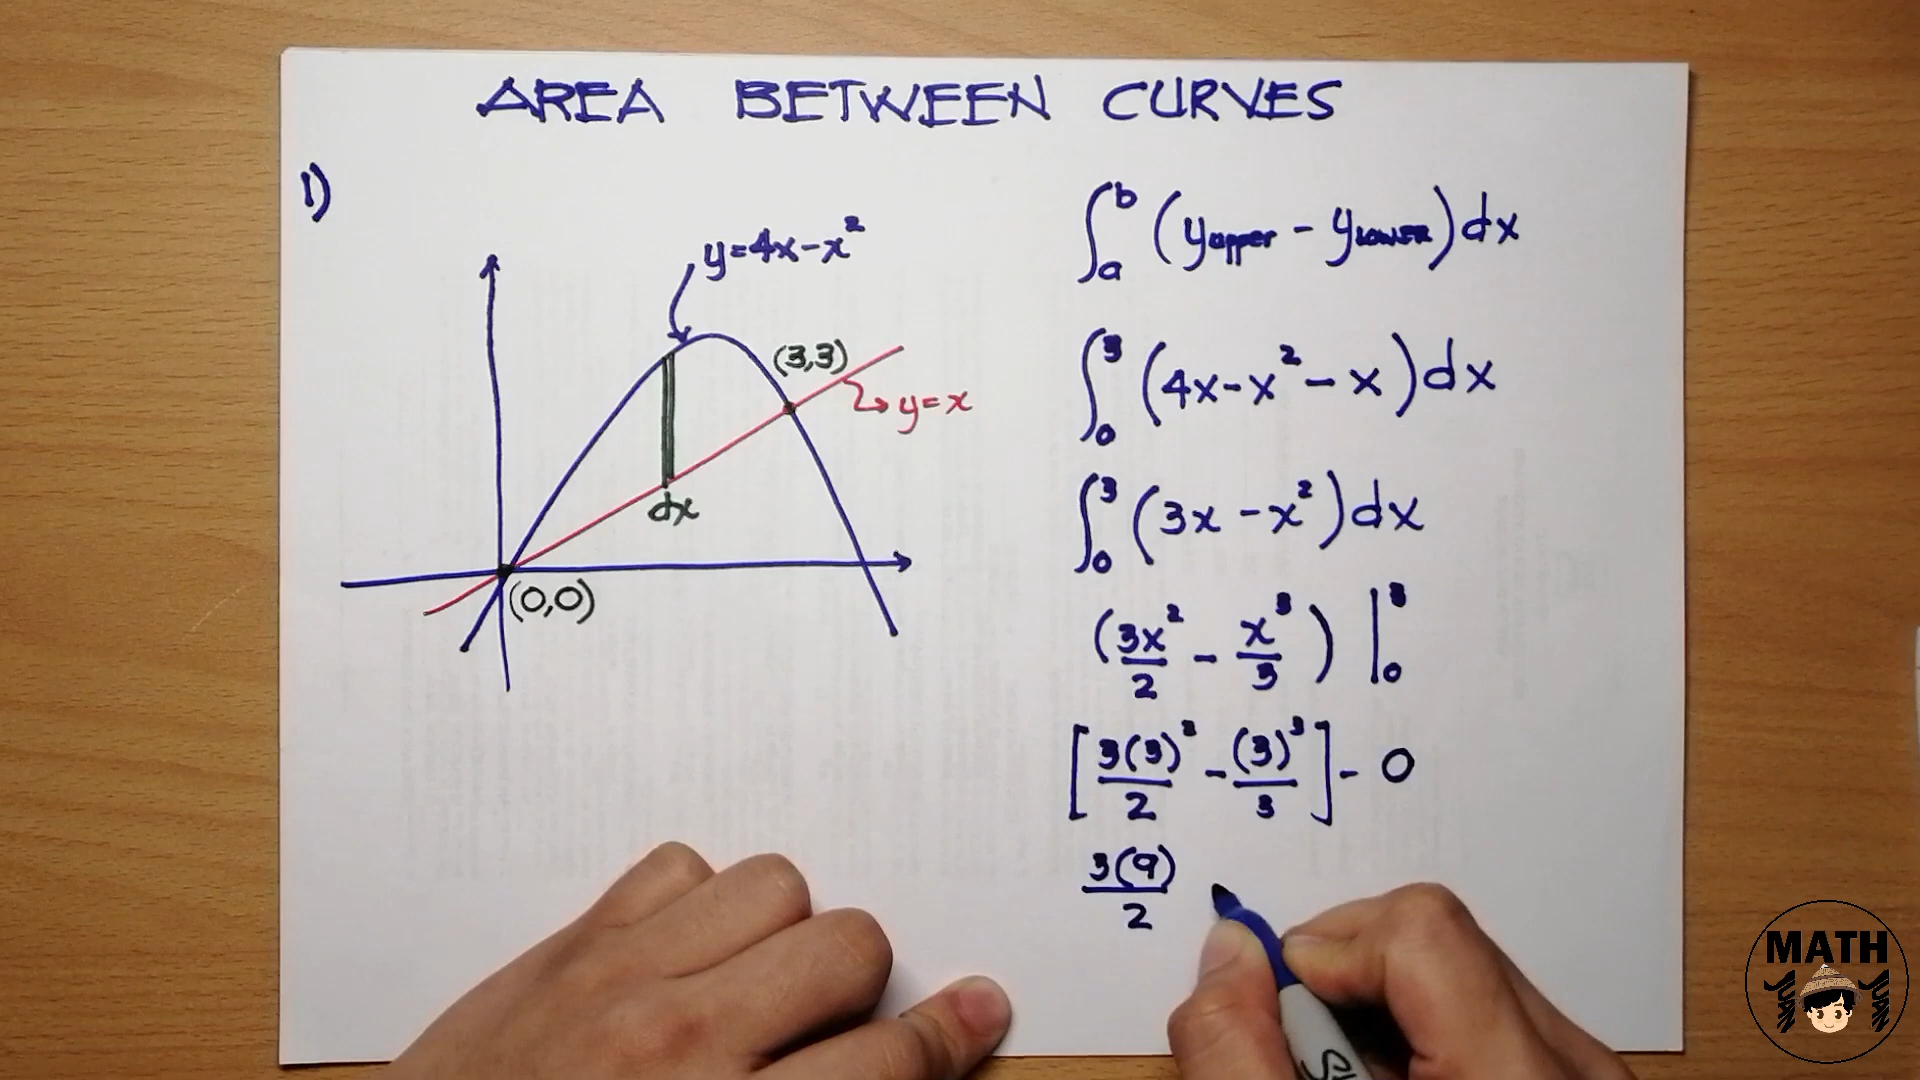 AREA BETWEEN CURVES
1)
y=4x-x²
(3,3)
y=x
dx
(0,0)
∫ₐᵇ (yupper - yLOWER)dx
∫₀³ (4x-x²-x)dx
∫₀³ (3x-x²)dx
(3x²/2 - x³/3) |₀³
[3(3)²/2 - (3)³/3] - 0
3(9)/2
MATH